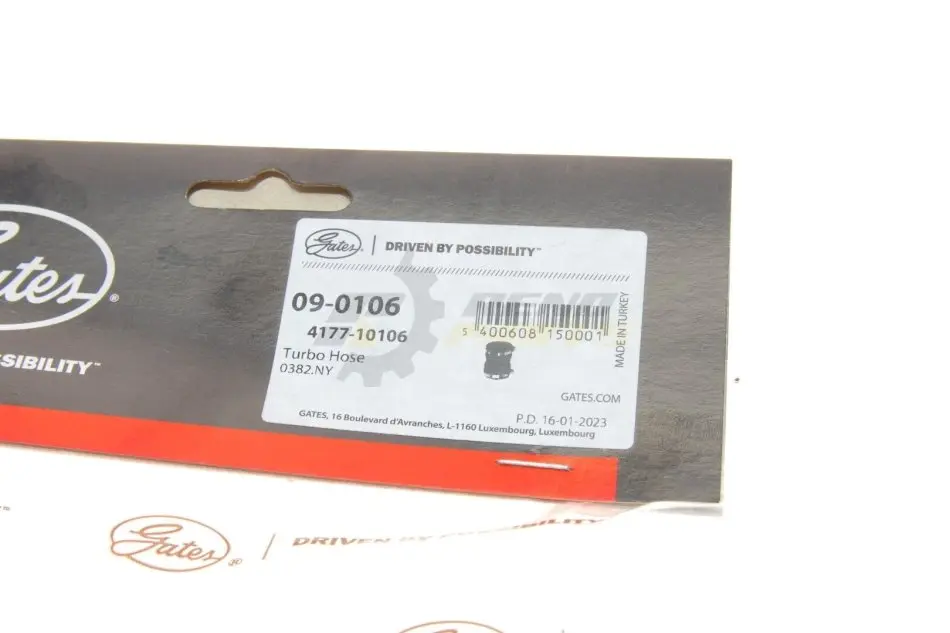 Gates®
DRIVEN BY POSSIBILITY™
09-0106
4177-10106
Turbo Hose
0382.NY
5 400608 150001
MADE IN TURKEY
GATES.COM
P.D. 16-01-2023
GATES, 16 Boulevard d'Avranches, L-1160 Luxembourg, Luxembourg
ates®
SSIBILITY™
Gates®
DRIVEN BY POSSIBILITY